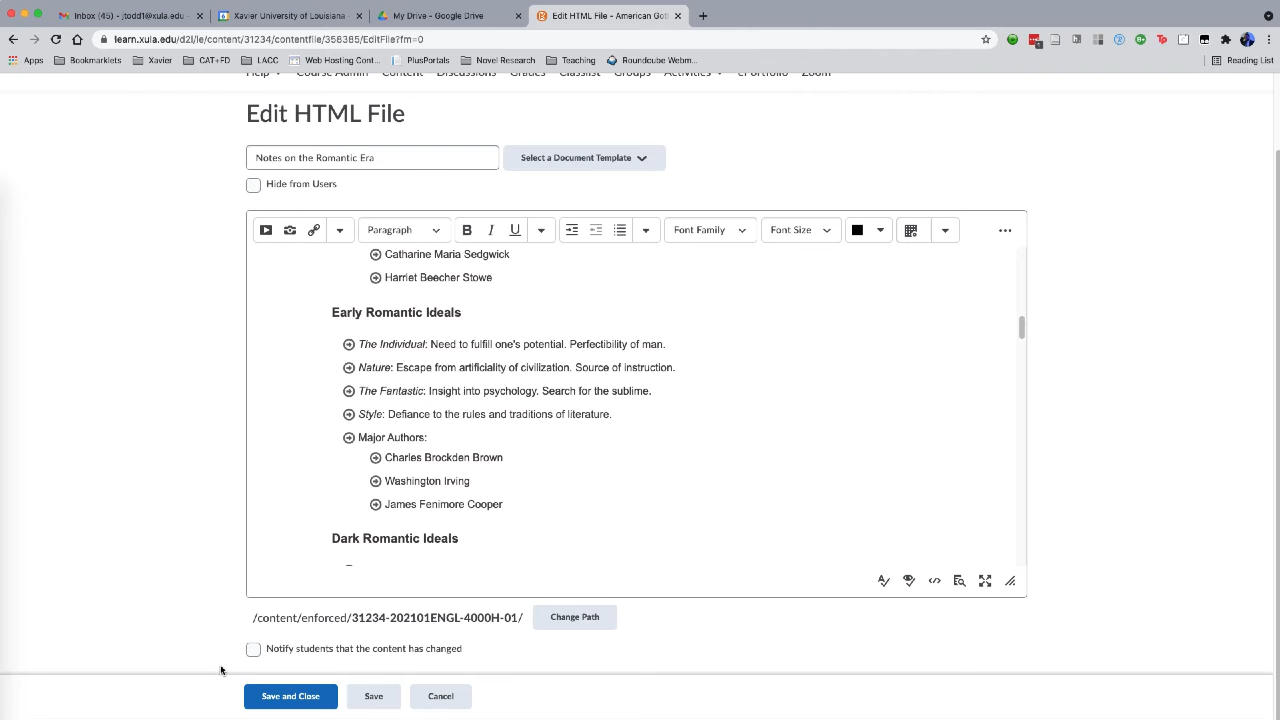 Inbox (45) - jtodd1@xula.edu -
Xavier University of Louisiana -
My Drive - Google Drive
Edit HTML File - American Got
learn.xula.edu/d2l/le/content/31234/contentfile/358385/EditFile?fm=0
Apps
Bookmarklets
Xavier
CAT+FD
LACC
Web Hosting Cont...
PlusPortals
Novel Research
Teaching
Roundcube Webm...
Reading List
Help
Course Admin
Content
Discussions
Grades
Classlist
Groups
Activities
ePortfolio
Zoom
Edit HTML File
Notes on the Romantic Era
Select a Document Template
Hide from Users
Paragraph
B
I
U
Font Family
Font Size
Catharine Maria Sedgwick
Harriet Beecher Stowe
Early Romantic Ideals
The Individual: Need to fulfill one's potential. Perfectibility of man.
Nature: Escape from artificiality of civilization. Source of instruction.
The Fantastic: Insight into psychology. Search for the sublime.
Style: Defiance to the rules and traditions of literature.
Major Authors:
Charles Brockden Brown
Washington Irving
James Fenimore Cooper
Dark Romantic Ideals
/content/enforced/31234-202101ENGL-4000H-01/
Change Path
Notify students that the content has changed
Save and Close
Save
Cancel